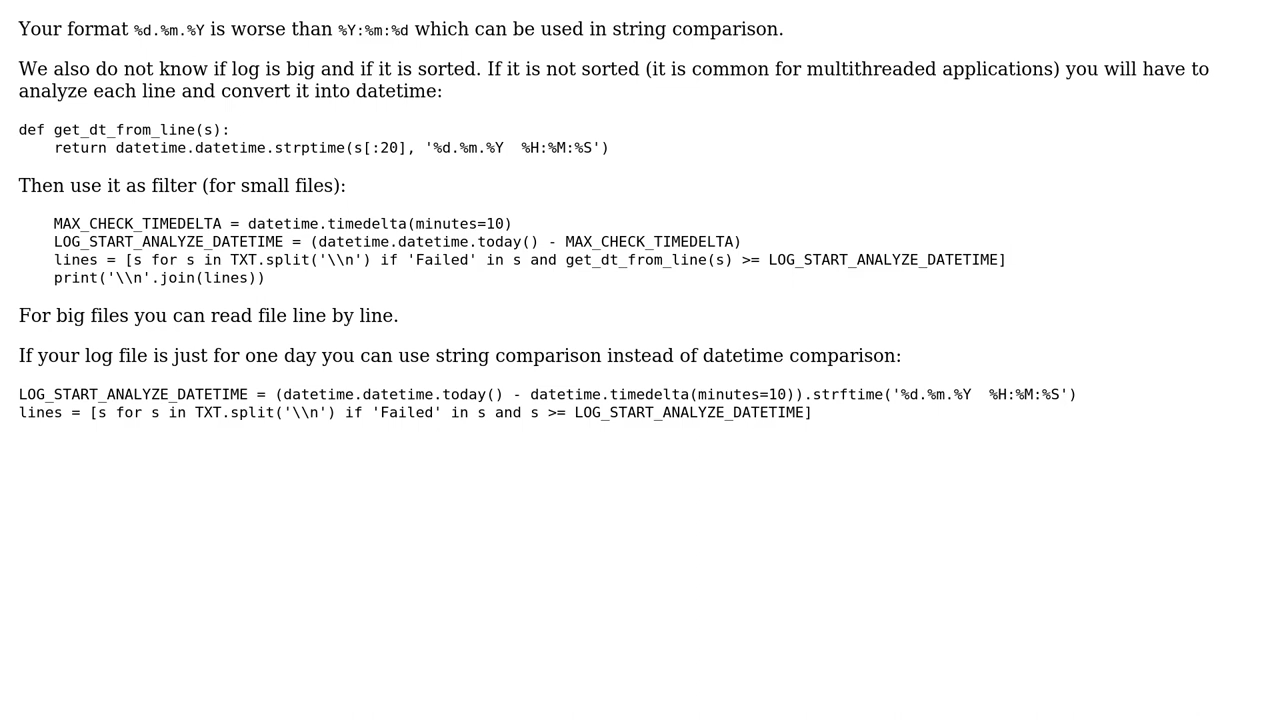 Your format %d.%m.%Y is worse than %Y:%m:%d which can be used in string comparison.
We also do not know if log is big and if it is sorted. If it is not sorted (it is common for multithreaded applications) you will have to
analyze each line and convert it into datetime:
def get_dt_from_line(s):
    return datetime.datetime.strptime(s[:20], '%d.%m.%Y  %H:%M:%S')
Then use it as filter (for small files):
    MAX_CHECK_TIMEDELTA = datetime.timedelta(minutes=10)
    LOG_START_ANALYZE_DATETIME = (datetime.datetime.today() - MAX_CHECK_TIMEDELTA)
    lines = [s for s in TXT.split('\\n') if 'Failed' in s and get_dt_from_line(s) >= LOG_START_ANALYZE_DATETIME]
    print('\\n'.join(lines))
For big files you can read file line by line.
If your log file is just for one day you can use string comparison instead of datetime comparison:
LOG_START_ANALYZE_DATETIME = (datetime.datetime.today() - datetime.timedelta(minutes=10)).strftime('%d.%m.%Y  %H:%M:%S')
lines = [s for s in TXT.split('\\n') if 'Failed' in s and s >= LOG_START_ANALYZE_DATETIME]